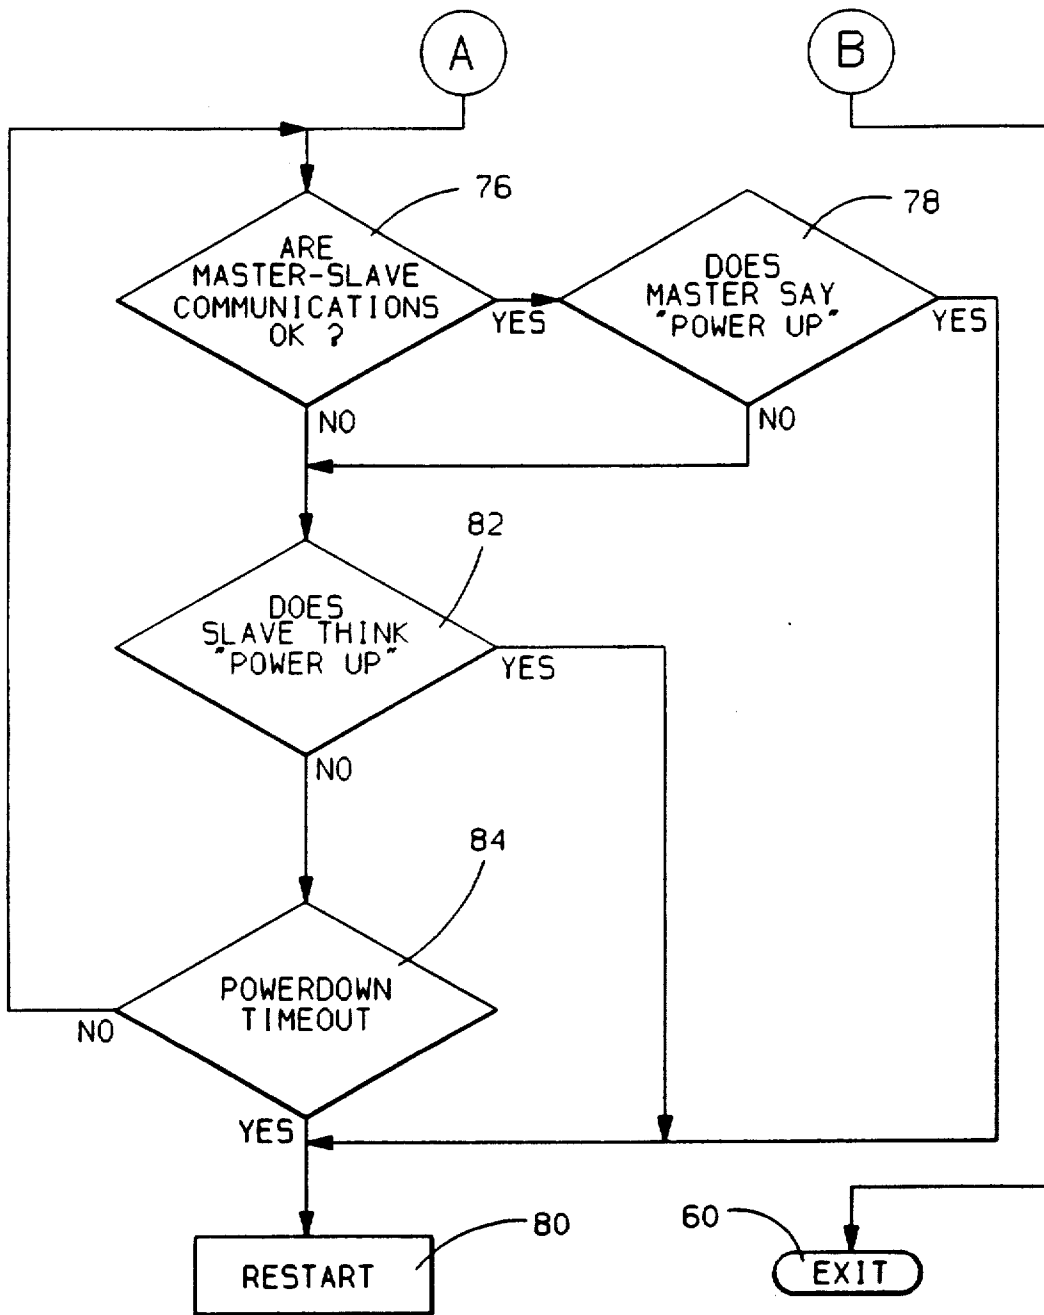 A
B
76
78
ARE
MASTER-SLAVE
COMMUNICATIONS
OK ?
YES
NO
DOES
MASTER SAY
"POWER UP"
YES
NO
82
DOES
SLAVE THINK
"POWER UP"
YES
NO
84
POWERDOWN
TIMEOUT
NO
YES
80
RESTART
60
EXIT